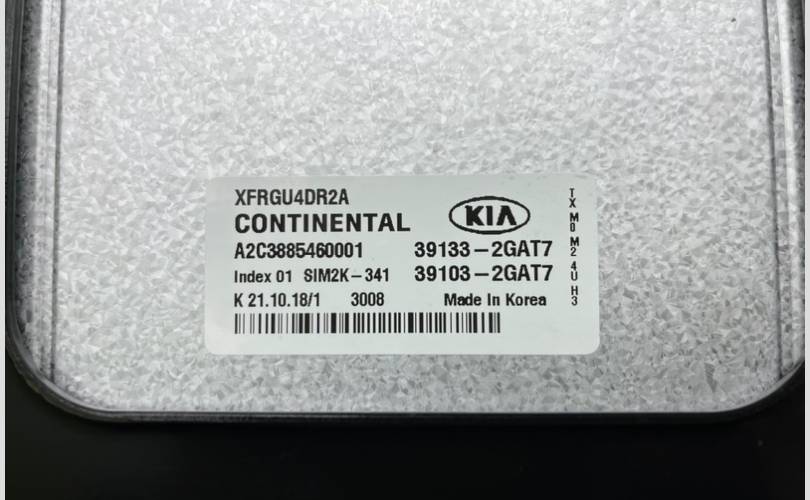 XFRGU4DR2A
CONTINENTAL
KIA
A2C3885460001 39133-2GAT7
Index 01 SIM2K-341 39103-2GAT7
K 21.10.18/1 3008 Made In Korea
TX M0 M2 4U H3